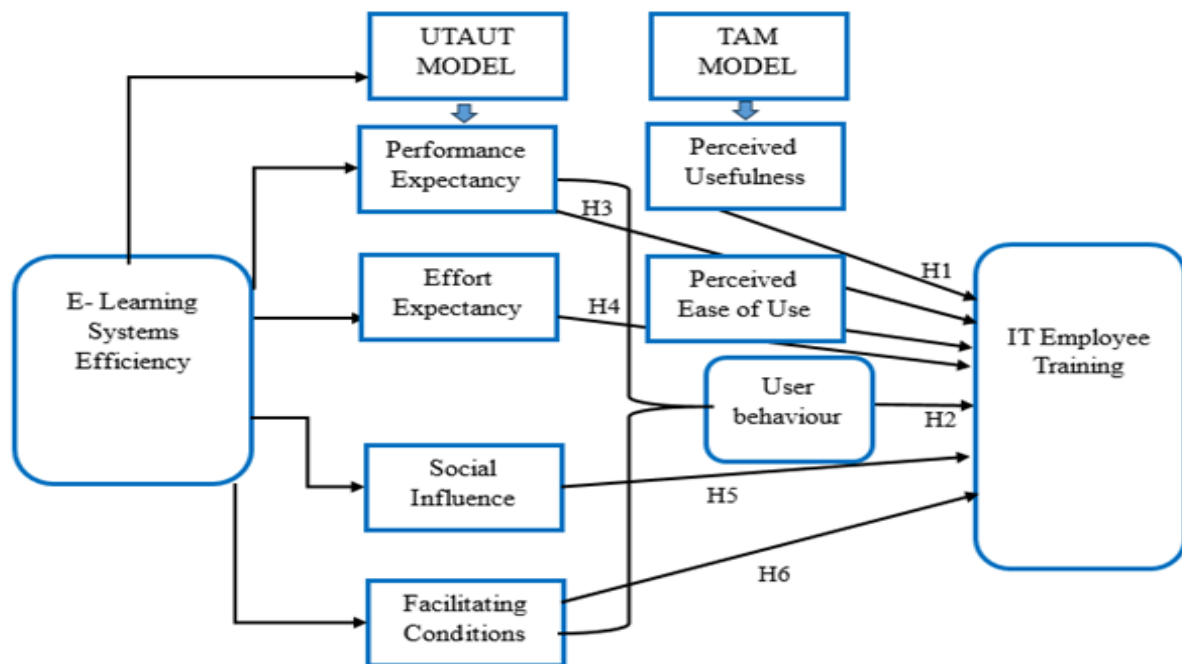 UTAUT
MODEL
TAM
MODEL
Performance
Expectancy
Perceived
Usefulness
H3
H1
E- Learning
Systems
Efficiency
Effort
Expectancy
H4
Perceived
Ease of Use
IT Employee
Training
User
behaviour
H2
Social
Influence
H5
H6
Facilitating
Conditions